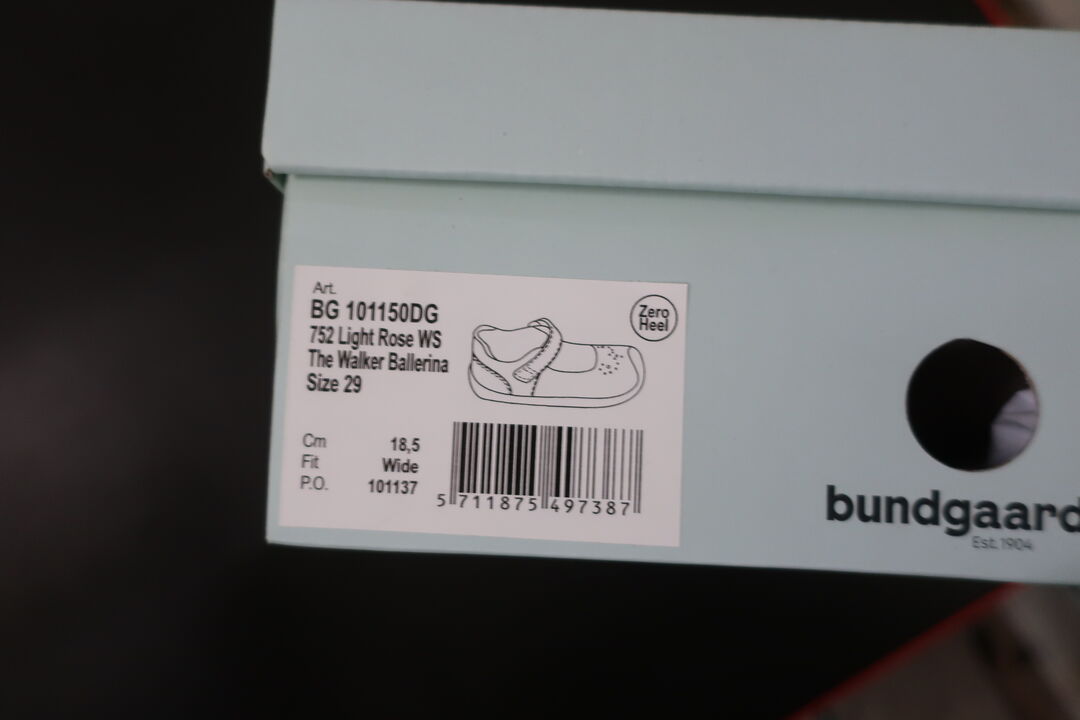 Art.
BG 101150DG
752 Light Rose WS
The Walker Ballerina
Size 29
Zero
Heel
Cm 18,5
Fit Wide
P.O. 101137
5 711875 497387
bundgaard
Est. 1904